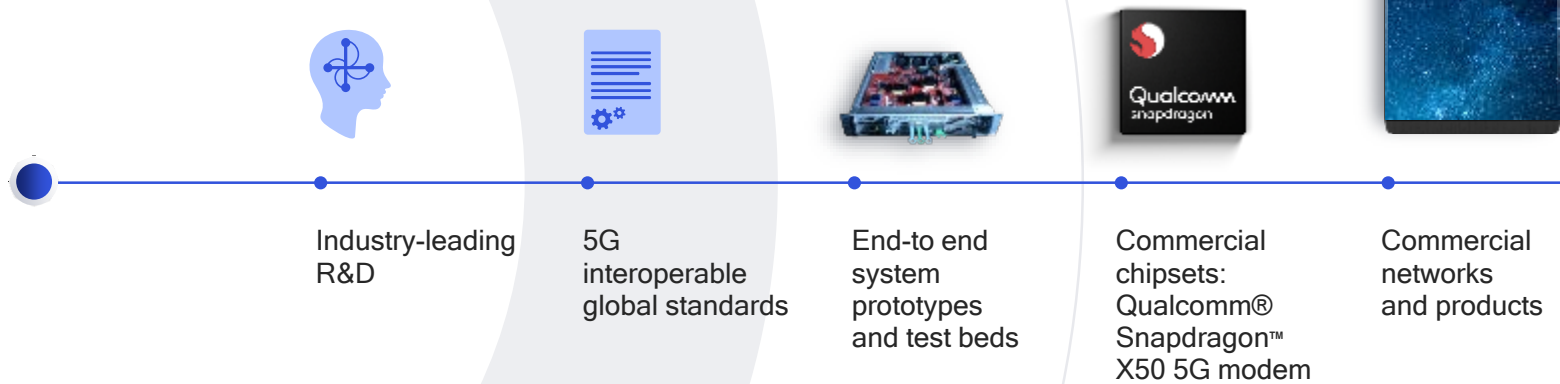 Qualcomm
snapdragon
Industry-leading
R&D
5G
interoperable
global standards
End-to end
system
prototypes
and test beds
Commercial
chipsets:
Qualcomm®
Snapdragon™
X50 5G modem
Commercial
networks
and products